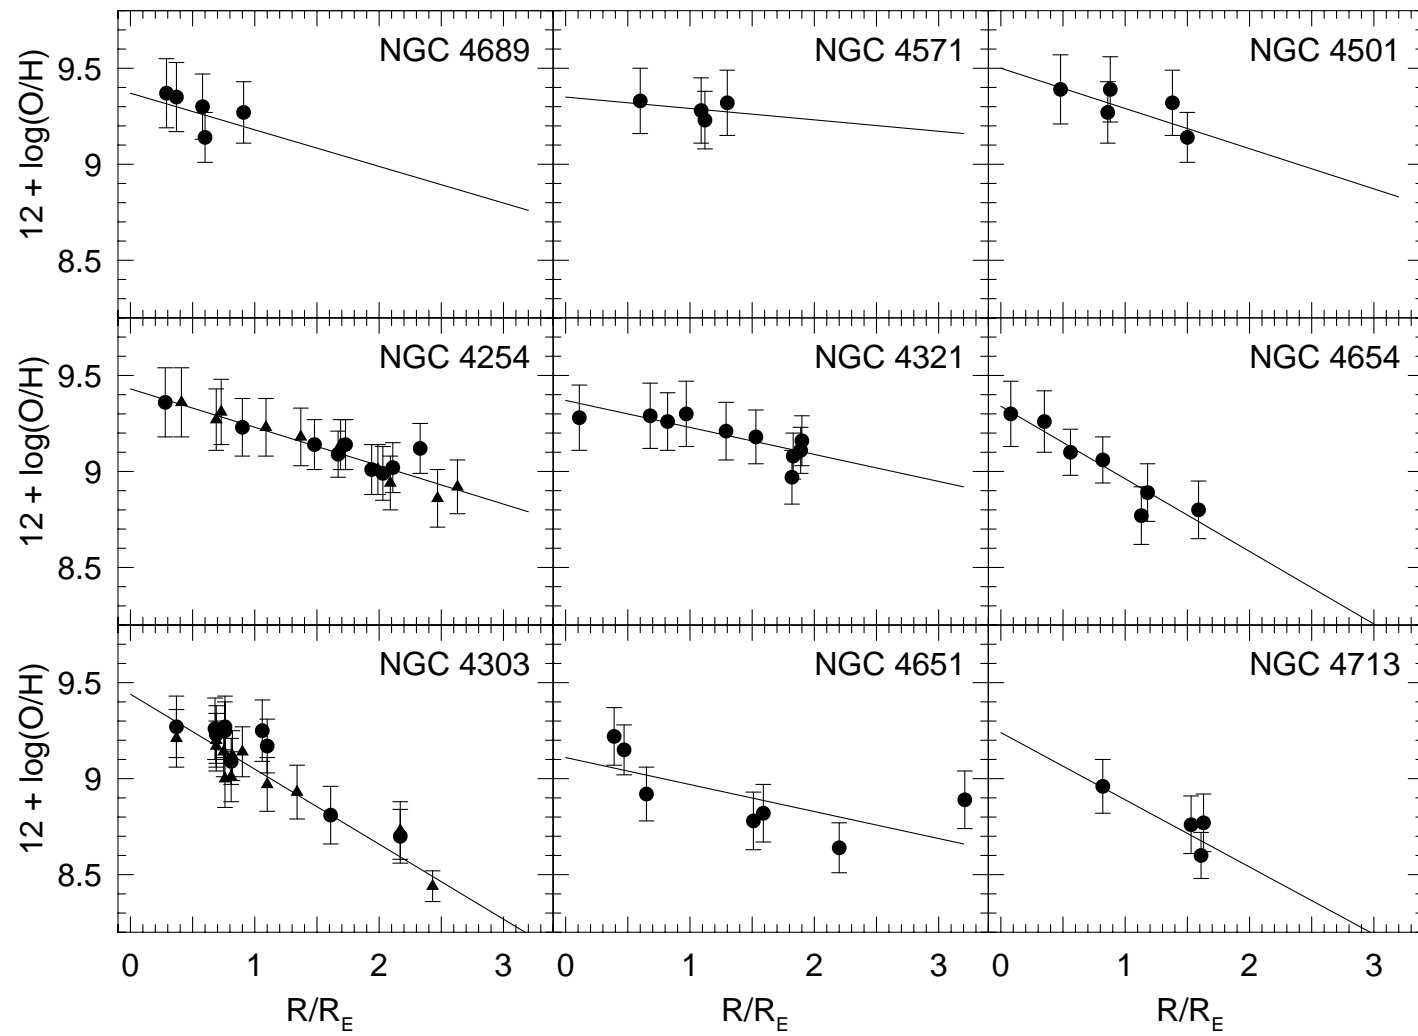 NGC 4689 NGC 4571 NGC 4501
12 + log(O/H)
9.5
9
8.5
NGC 4254 NGC 4321 NGC 4654
12 + log(O/H)
9.5
9
8.5
NGC 4303 NGC 4651 NGC 4713
12 + log(O/H)
9.5
9
8.5
0 1 2 3 0 1 2 3 0 1 2 3
R/R_E R/R_E R/R_E